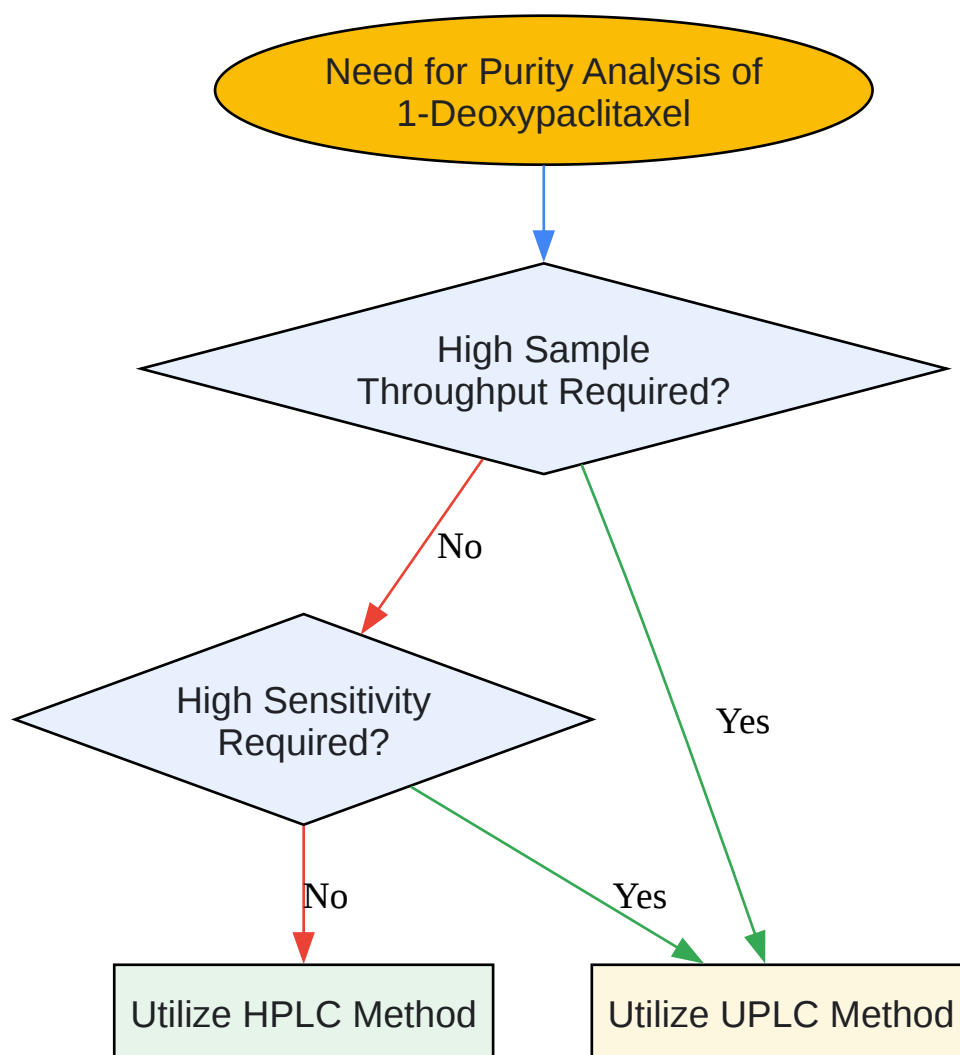 Need for Purity Analysis of
1-Deoxypaclitaxel
High Sample
Throughput Required?
No
High Sensitivity
Required?
Yes
No
Yes
Utilize HPLC Method
Utilize UPLC Method